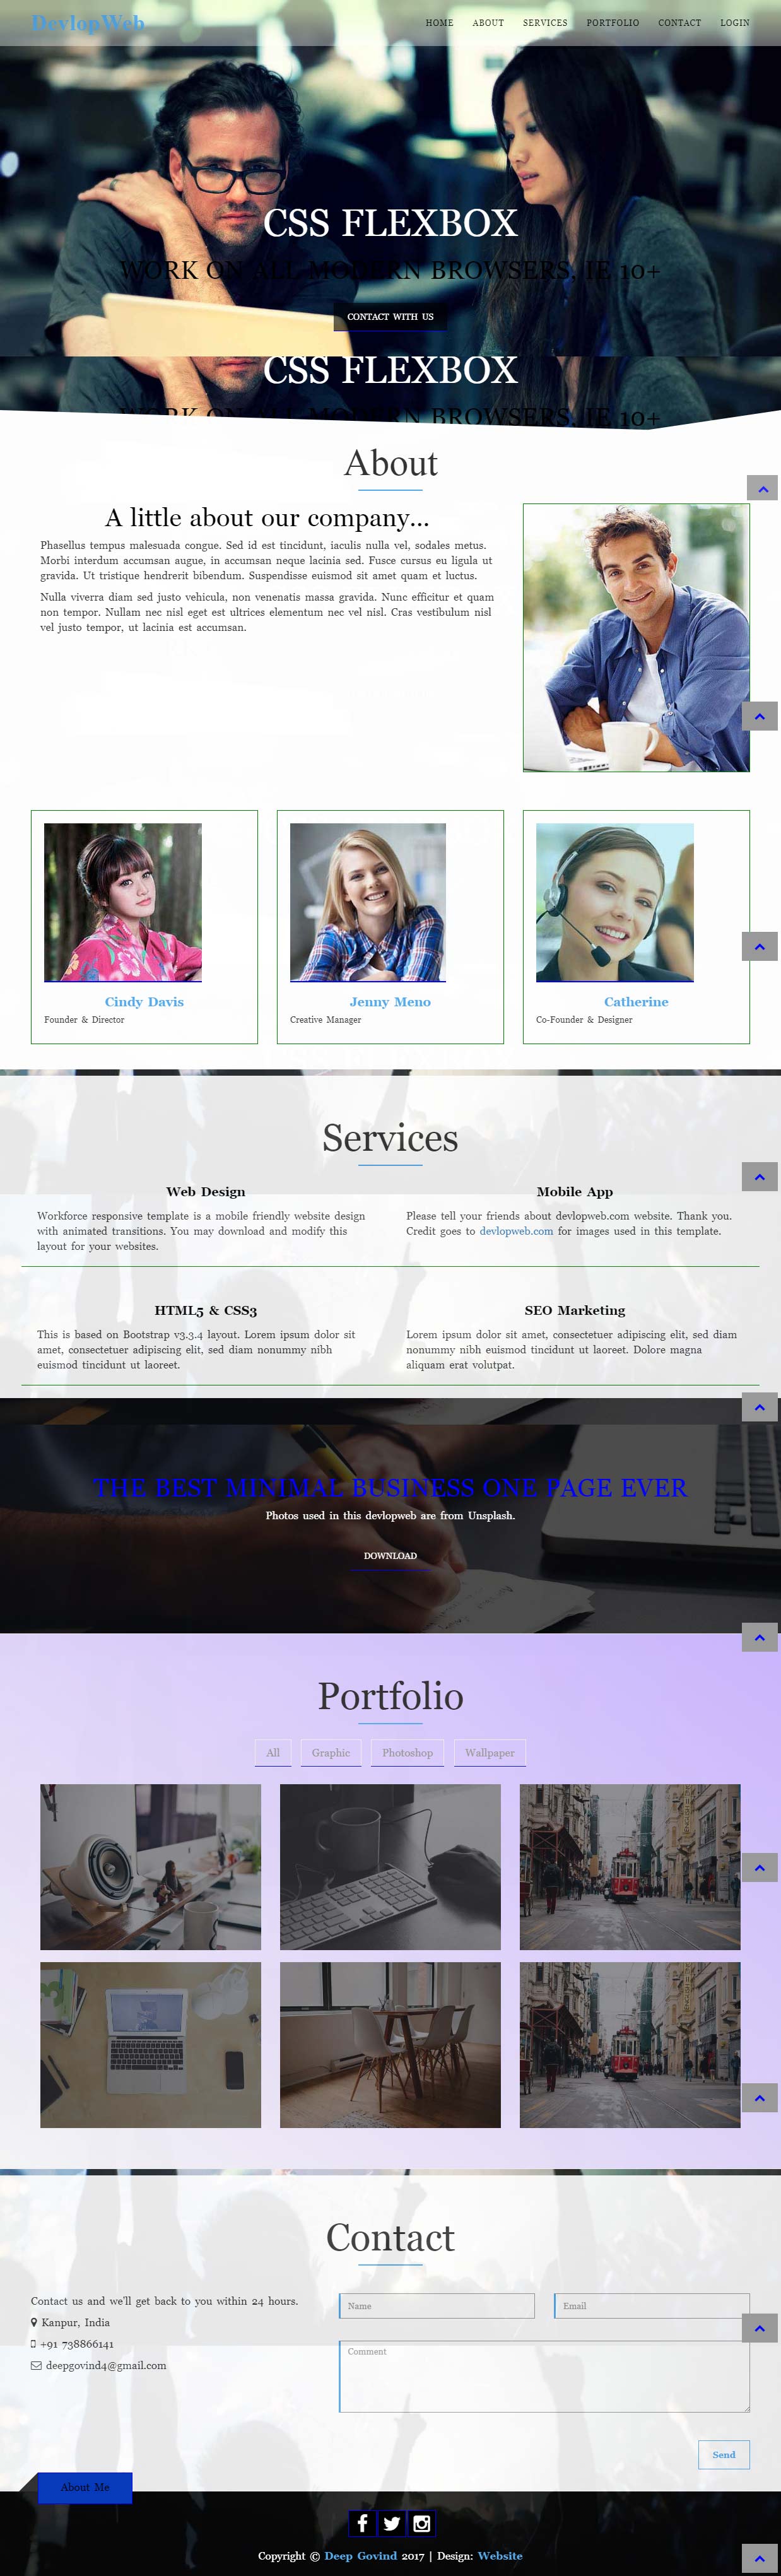 DevlopWeb
HOME ABOUT SERVICES PORTFOLIO CONTACT LOGIN
CSS FLEXBOX
WORK ON ALL MODERN BROWSERS, IE 10+
CONTACT WITH US
CSS FLEXBOX
WORK ON ALL MODERN BROWSERS, IE 10+
About
A little about our company...
Phasellus tempus malesuada congue. Sed id est tincidunt, iaculis nulla vel, sodales metus.
Morbi interdum accumsan augue, in accumsan neque lacinia sed. Fusce cursus eu ligula ut
gravida. Ut tristique hendrerit bibendum. Suspendisse euismod sit amet quam et luctus.
Nulla viverra diam sed justo vehicula, non venenatis massa gravida. Nunc efficitur et quam
non tempor. Nullam nec nisl eget est ultrices elementum nec vel nisl. Cras vestibulum nisl
vel justo tempor, ut lacinia est accumsan.
Cindy Davis
Founder & Director
Jenny Meno
Creative Manager
Catherine
Co-Founder & Designer
Services
Web Design
Workforce responsive template is a mobile friendly website design
with animated transitions. You may download and modify this
layout for your websites.
Mobile App
Please tell your friends about devlopweb.com website. Thank you.
Credit goes to devlopweb.com for images used in this template.
HTML5 & CSS3
This is based on Bootstrap v3.3.4 layout. Lorem ipsum dolor sit
amet, consectetuer adipiscing elit, sed diam nonummy nibh
euismod tincidunt ut laoreet.
SEO Marketing
Lorem ipsum dolor sit amet, consectetuer adipiscing elit, sed diam
nonummy nibh euismod tincidunt ut laoreet. Dolore magna
aliquam erat volutpat.
THE BEST MINIMAL BUSINESS ONE PAGE EVER
Photos used in this devlopweb are from Unsplash.
DOWNLOAD
Portfolio
All Graphic Photoshop Wallpaper
Contact
Contact us and we'll get back to you within 24 hours.
Kanpur, India
+91 738866141
deepgovind4@gmail.com
Name
Email
Comment
Send
About Me
Copyright © Deep Govind 2017 | Design: Website